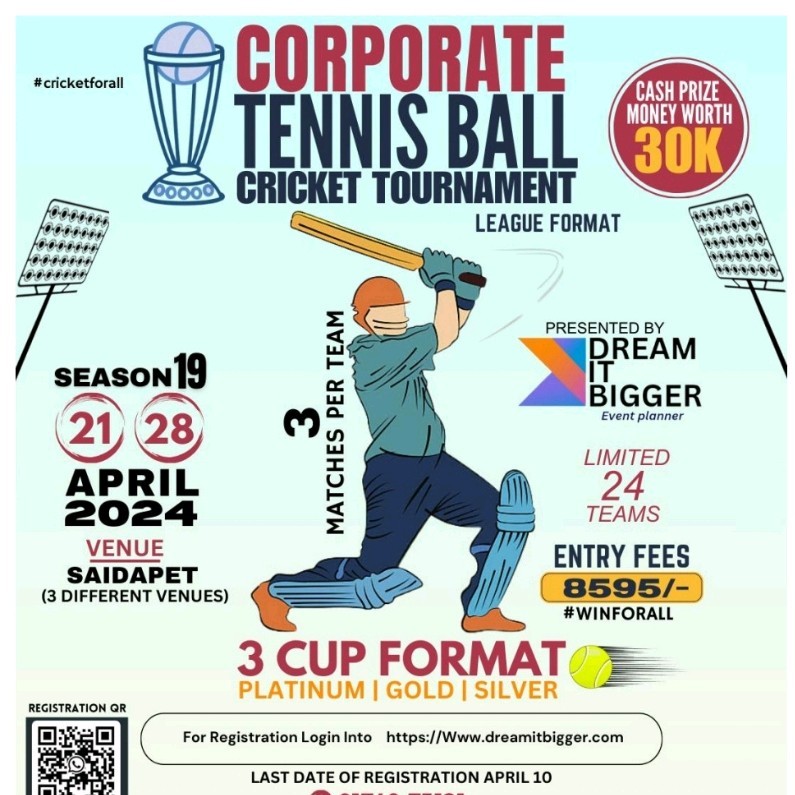 #cricketforall
CORPORATE
TENNIS BALL
CRICKET TOURNAMENT
LEAGUE FORMAT
CASH PRIZE
MONEY WORTH
30K
SEASON 19
21 28
APRIL
2024
VENUE
SAIDAPET
(3 DIFFERENT VENUES)
3
MATCHES PER TEAM
PRESENTED BY
DREAM
IT
BIGGER
Event planner
LIMITED
24
TEAMS
ENTRY FEES
8595/-
#WINFORALL
3 CUP FORMAT
PLATINUM | GOLD | SILVER
REGISTRATION QR
For Registration Login Into https://Www.dreamitbigger.com
LAST DATE OF REGISTRATION APRIL 10